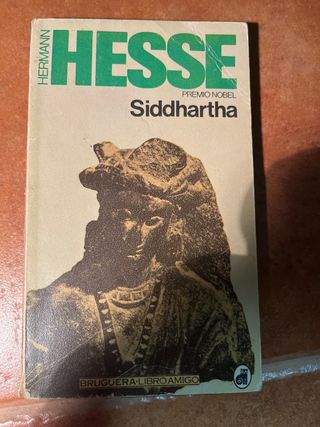 HERMANN
HESSE
PREMIO NOBEL
Siddhartha
BRUGUERA-LIBRO AMIGO